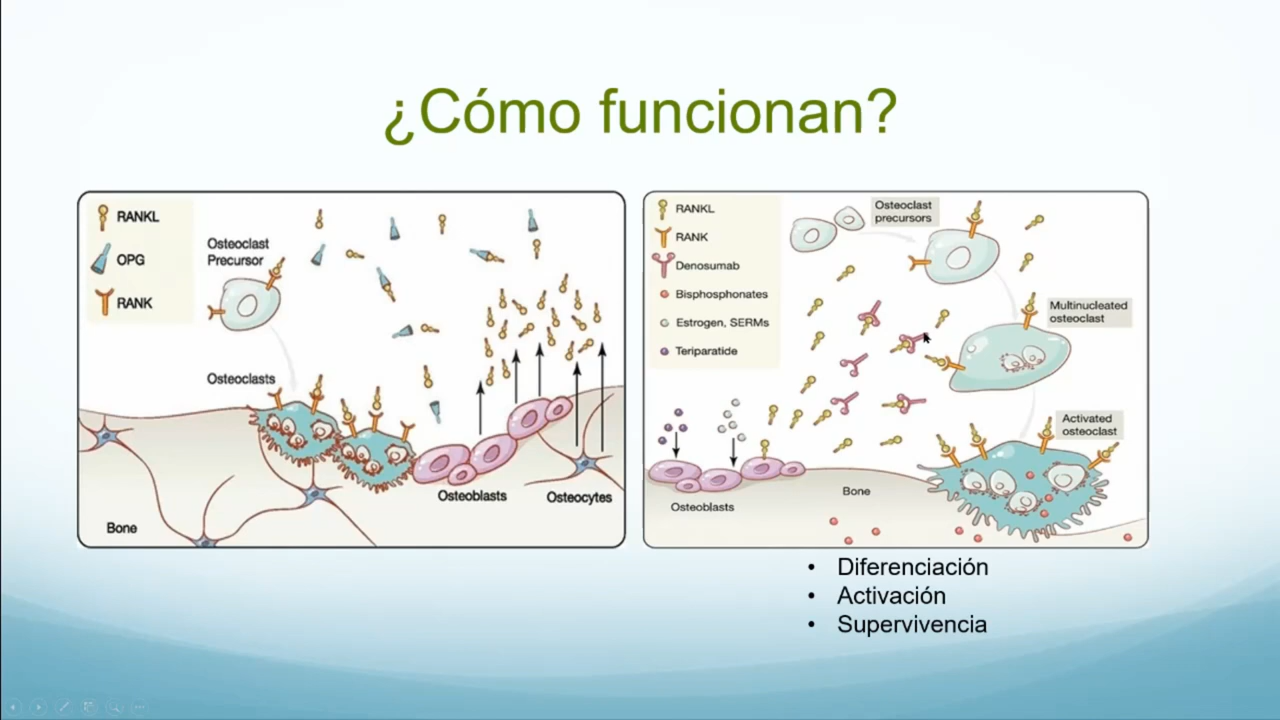 ¿Cómo funcionan?
RANKL
OPG
RANK
Osteoclast
Precursor
Osteoclasts
Osteoblasts
Osteocytes
Bone
RANKL
RANK
Denosumab
Bisphosphonates
Estrogen, SERMs
Teriparatide
Osteoclast
precursors
Multinucleated
osteoclast
Activated
osteoclast
Bone
Osteoblasts
• Diferenciación
• Activación
• Supervivencia